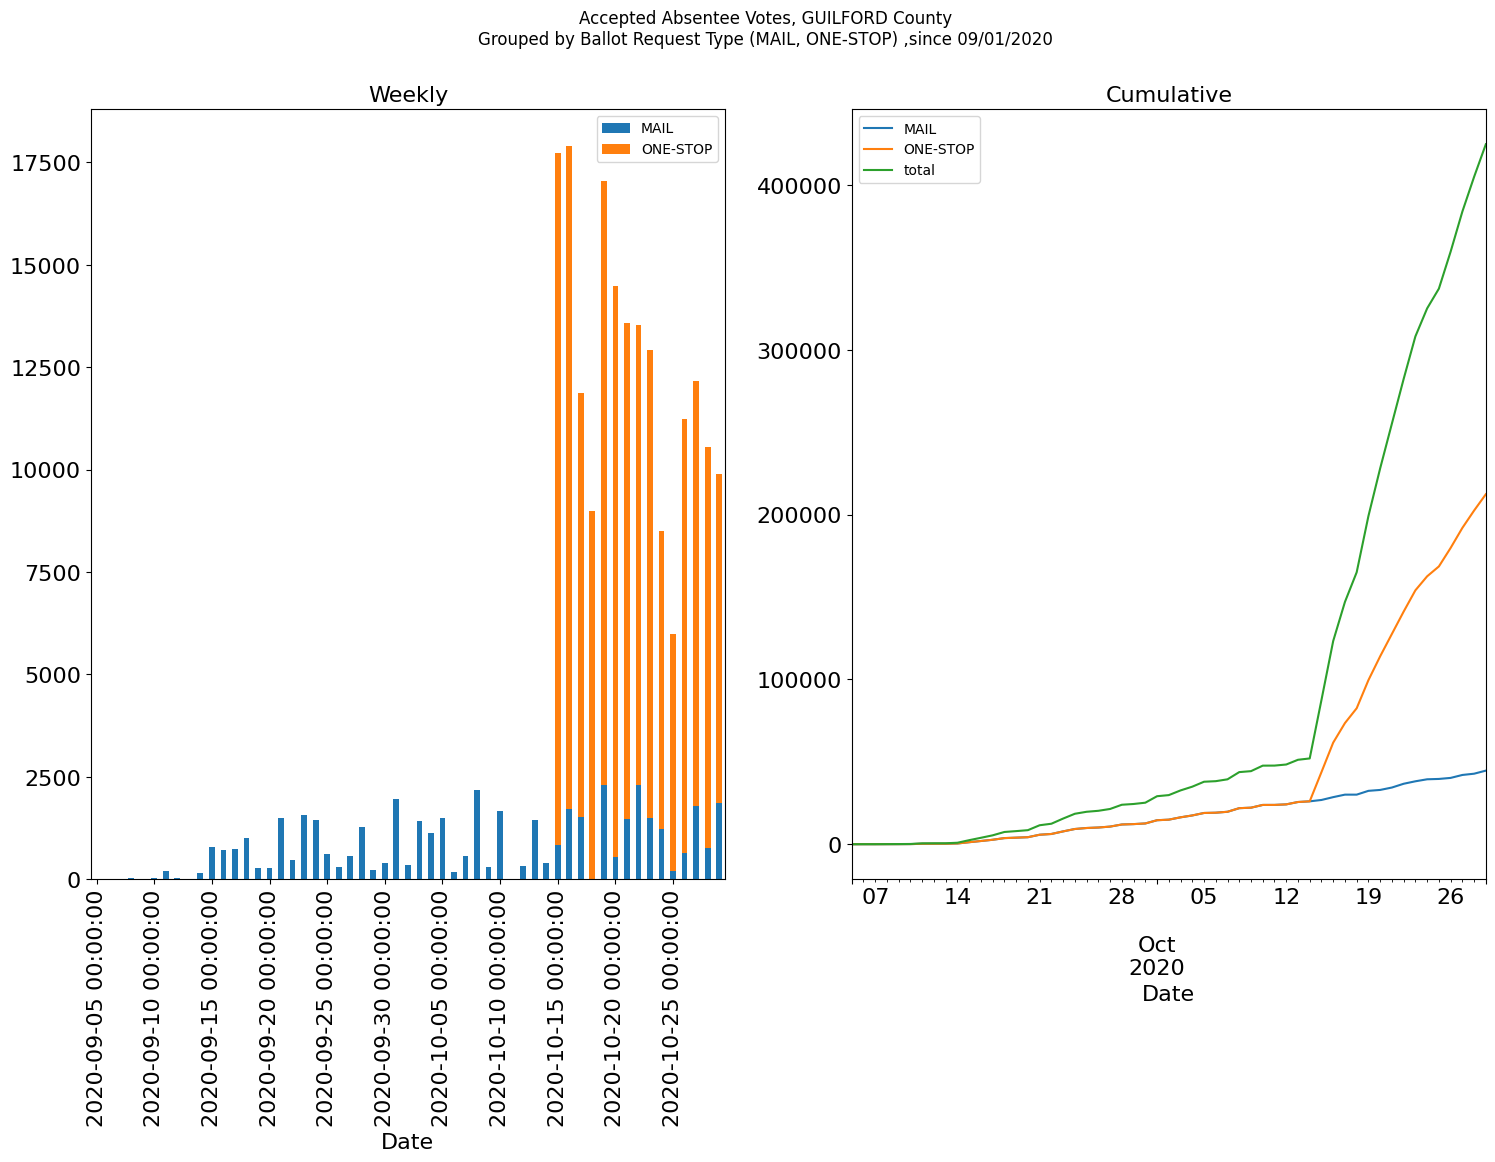 Accepted Absentee Votes, GUILFORD County
Grouped by Ballot Request Type (MAIL, ONE-STOP) ,since 09/01/2020
Weekly
MAIL
ONE-STOP
17500
15000
12500
10000
7500
5000
2500
0
2020-09-05 00:00:00
2020-09-10 00:00:00
2020-09-15 00:00:00
2020-09-20 00:00:00
2020-09-25 00:00:00
2020-09-30 00:00:00
2020-10-05 00:00:00
2020-10-10 00:00:00
2020-10-15 00:00:00
2020-10-20 00:00:00
2020-10-25 00:00:00
Date
Cumulative
MAIL
ONE-STOP
total
400000
300000
200000
100000
0
07 14 21 28 05 12 19 26
Oct
2020
Date